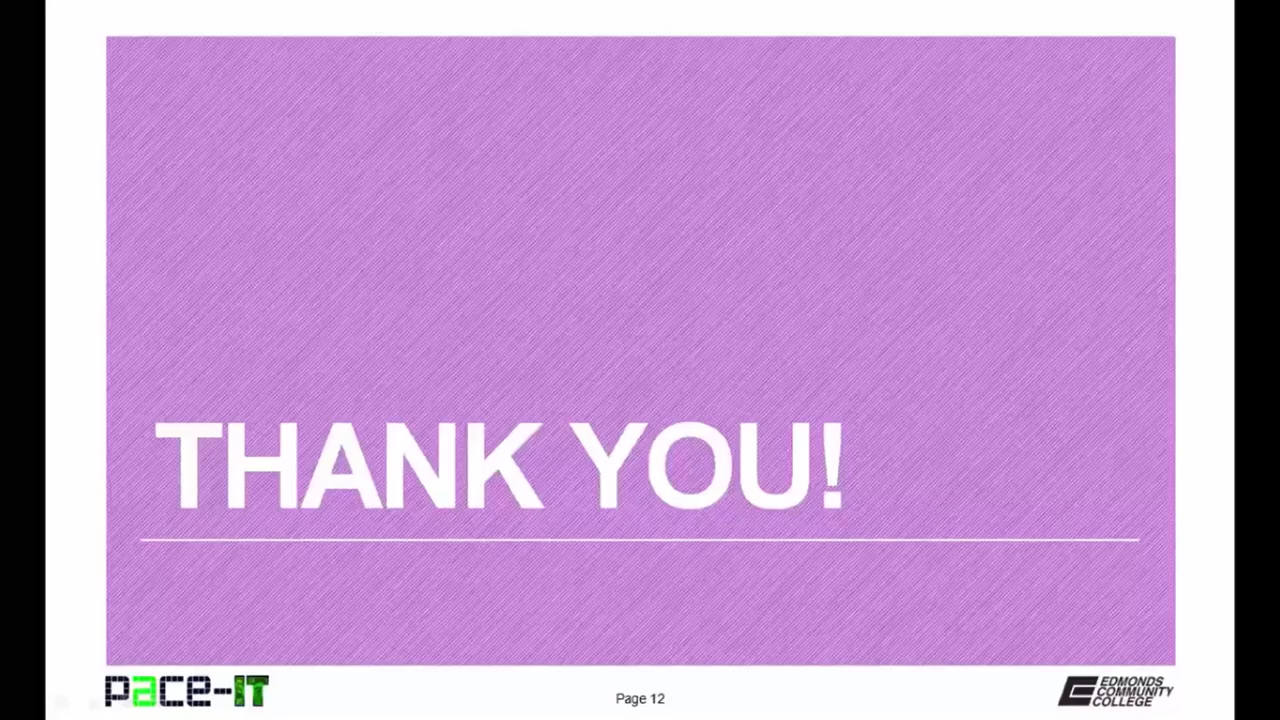 THANK YOU!
pace-IT
Page 12
EDMONDS
COMMUNITY
COLLEGE